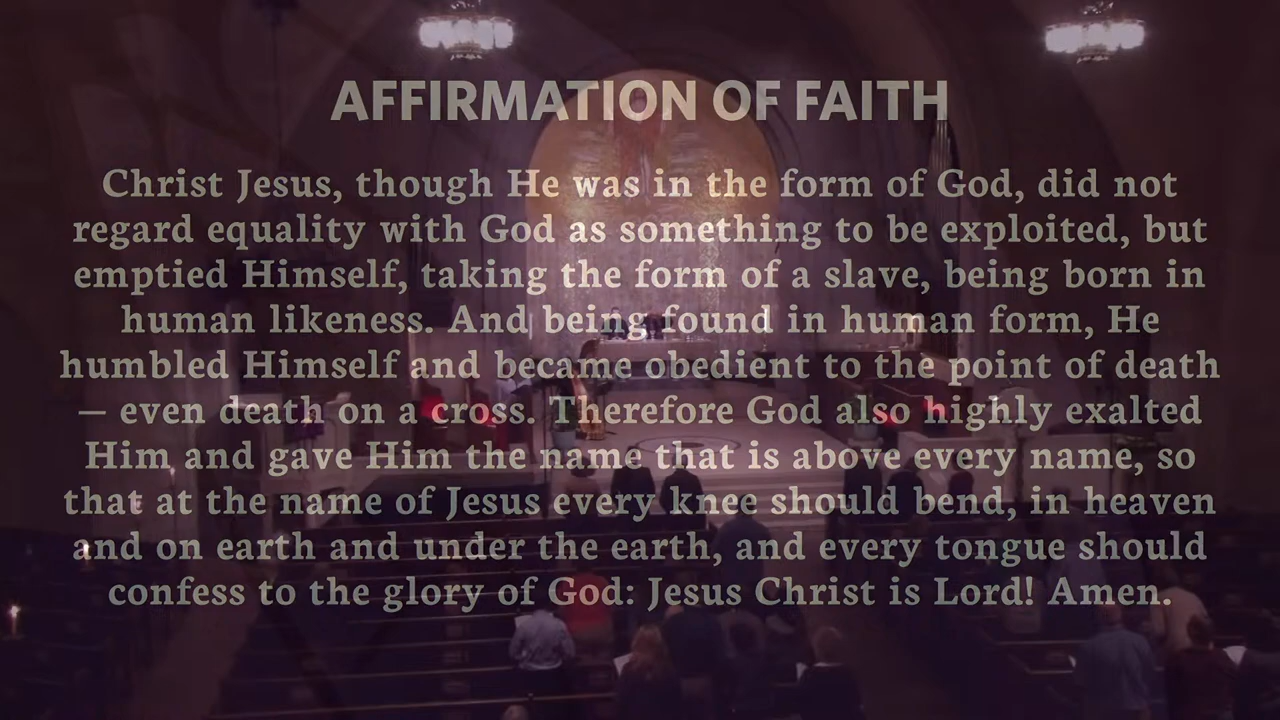 AFFIRMATION OF FAITH
Christ Jesus, though He was in the form of God, did not
regard equality with God as something to be exploited, but
emptied Himself, taking the form of a slave, being born in
human likeness. And being found in human form, He
humbled Himself and became obedient to the point of death
— even death on a cross. Therefore God also highly exalted
Him and gave Him the name that is above every name, so
that at the name of Jesus every knee should bend, in heaven
and on earth and under the earth, and every tongue should
confess to the glory of God: Jesus Christ is Lord! Amen.